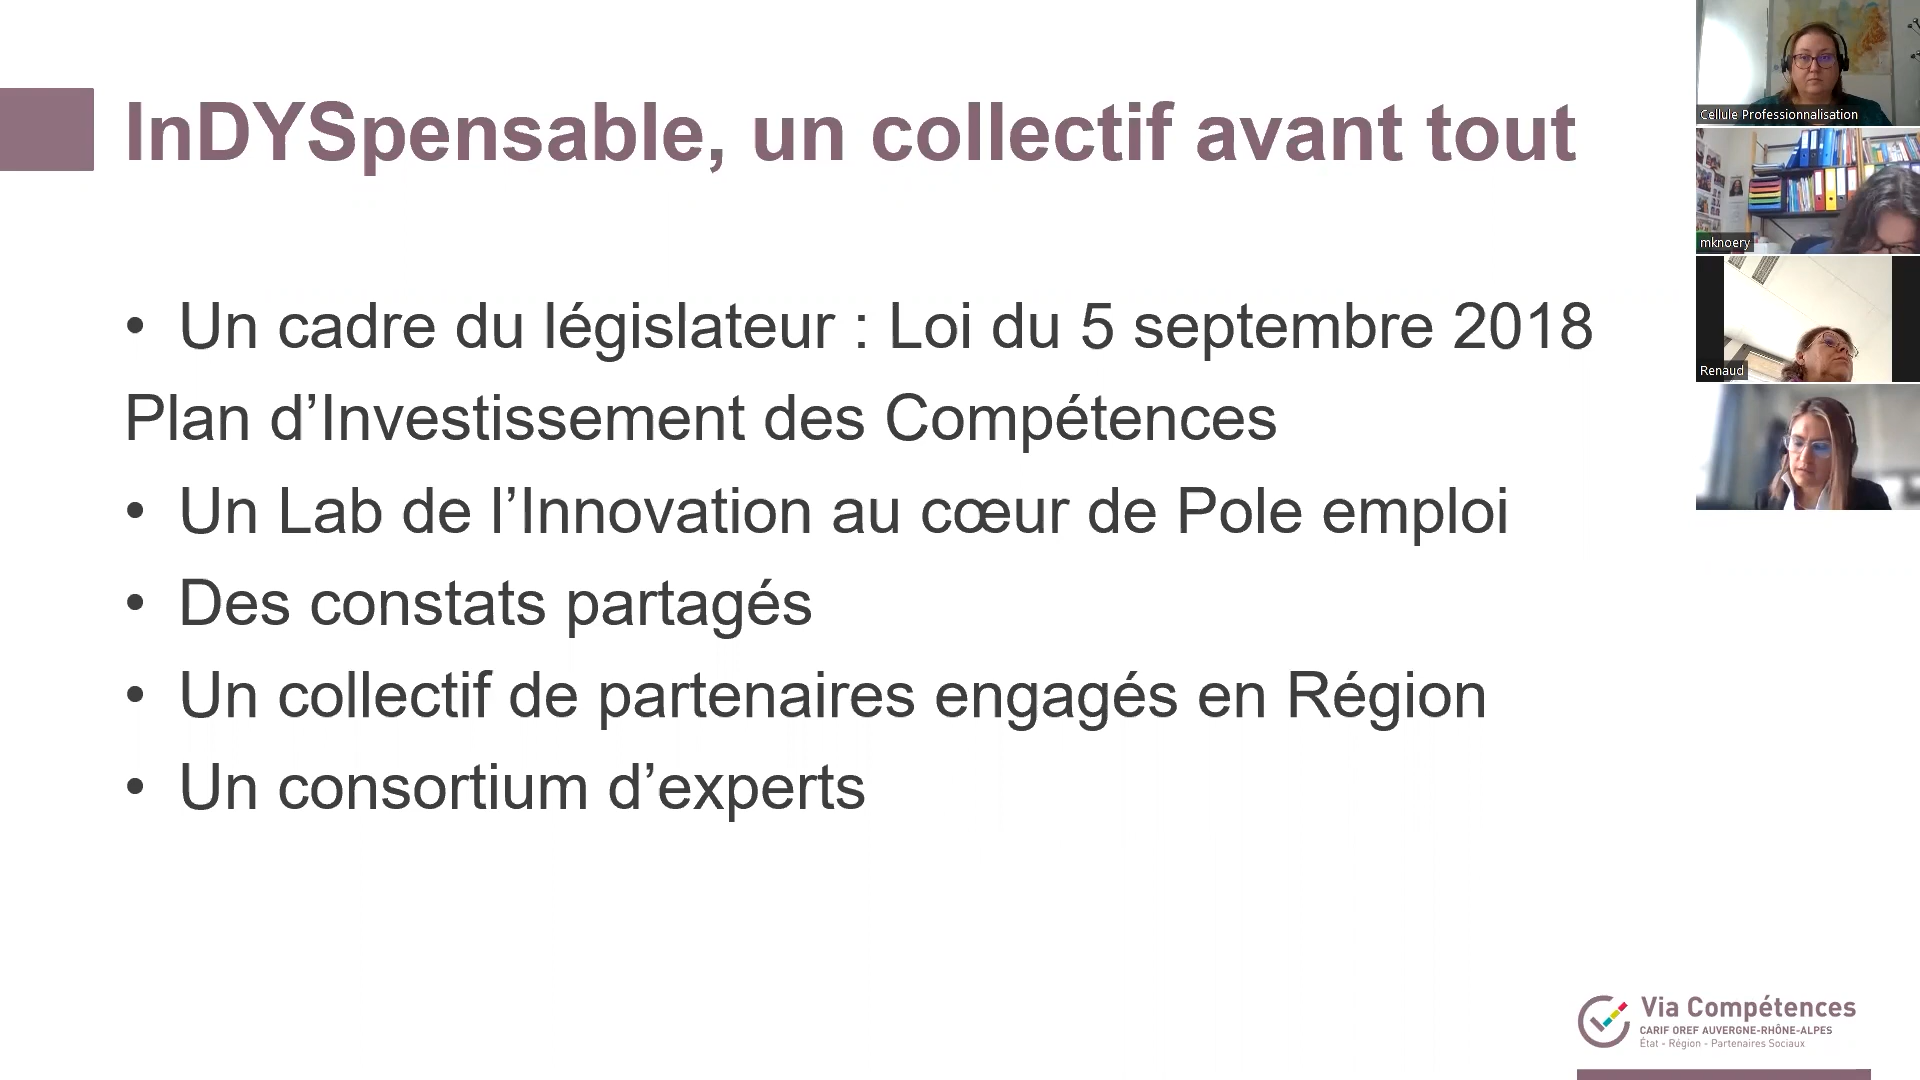 InDYSpensable, un collectif avant tout
• Un cadre du législateur : Loi du 5 septembre 2018
Plan d’Investissement des Compétences
• Un Lab de l’Innovation au cœur de Pole emploi
• Des constats partagés
• Un collectif de partenaires engagés en Région
• Un consortium d’experts
Cellule Professionnalisation
mknoery
Renaud
Via Compétences
CARIF OREF AUVERGNE-RHÔNE-ALPES
État - Région - Partenaires Sociaux